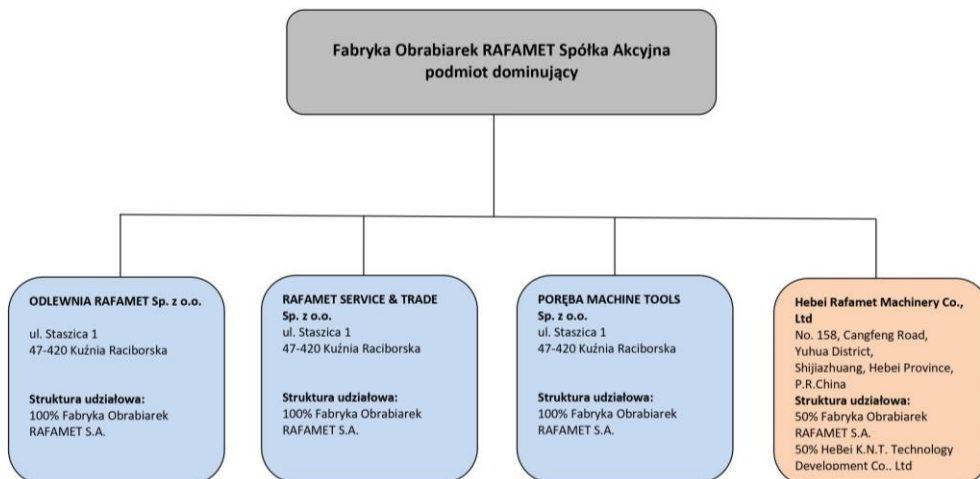 Fabryka Obrabiarek RAFAMET Spółka Akcyjna
podmiot dominujący
ODLEWNIA RAFAMET Sp. z o.o.
ul. Staszica 1
47-420 Kuźnia Raciborska
Struktura udziałowa:
100% Fabryka Obrabiarek
RAFAMET S.A.
RAFAMET SERVICE & TRADE
Sp. z o.o.
ul. Staszica 1
47-420 Kuźnia Raciborska
Struktura udziałowa:
100% Fabryka Obrabiarek
RAFAMET S.A.
PORĘBA MACHINE TOOLS
Sp. z o.o.
ul. Staszica 1
47-420 Kuźnia Raciborska
Struktura udziałowa:
100% Fabryka Obrabiarek
RAFAMET S.A.
Hebei Rafamet Machinery Co.,
Ltd
No. 158, Cangfeng Road,
Yuhua District,
Shijiazhuang, Hebei Province,
P.R.China
Struktura udziałowa:
50% Fabryka Obrabiarek
RAFAMET S.A.
50% HeBei K.N.T. Technology
Development Co.. Ltd